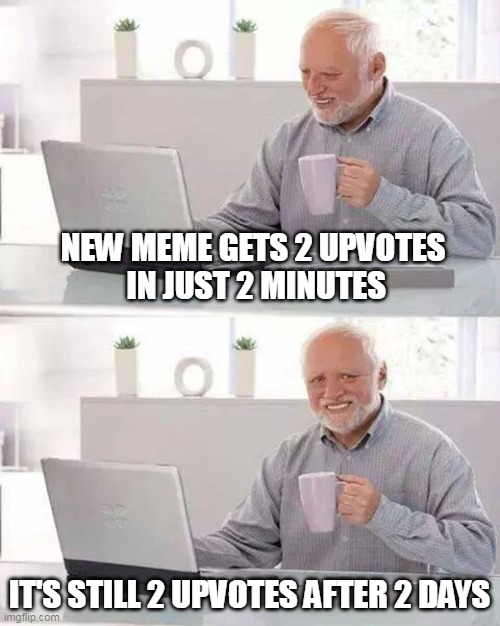 NEW MEME GETS 2 UPVOTES
IN JUST 2 MINUTES
IT'S STILL 2 UPVOTES AFTER 2 DAYS
imgflip.com